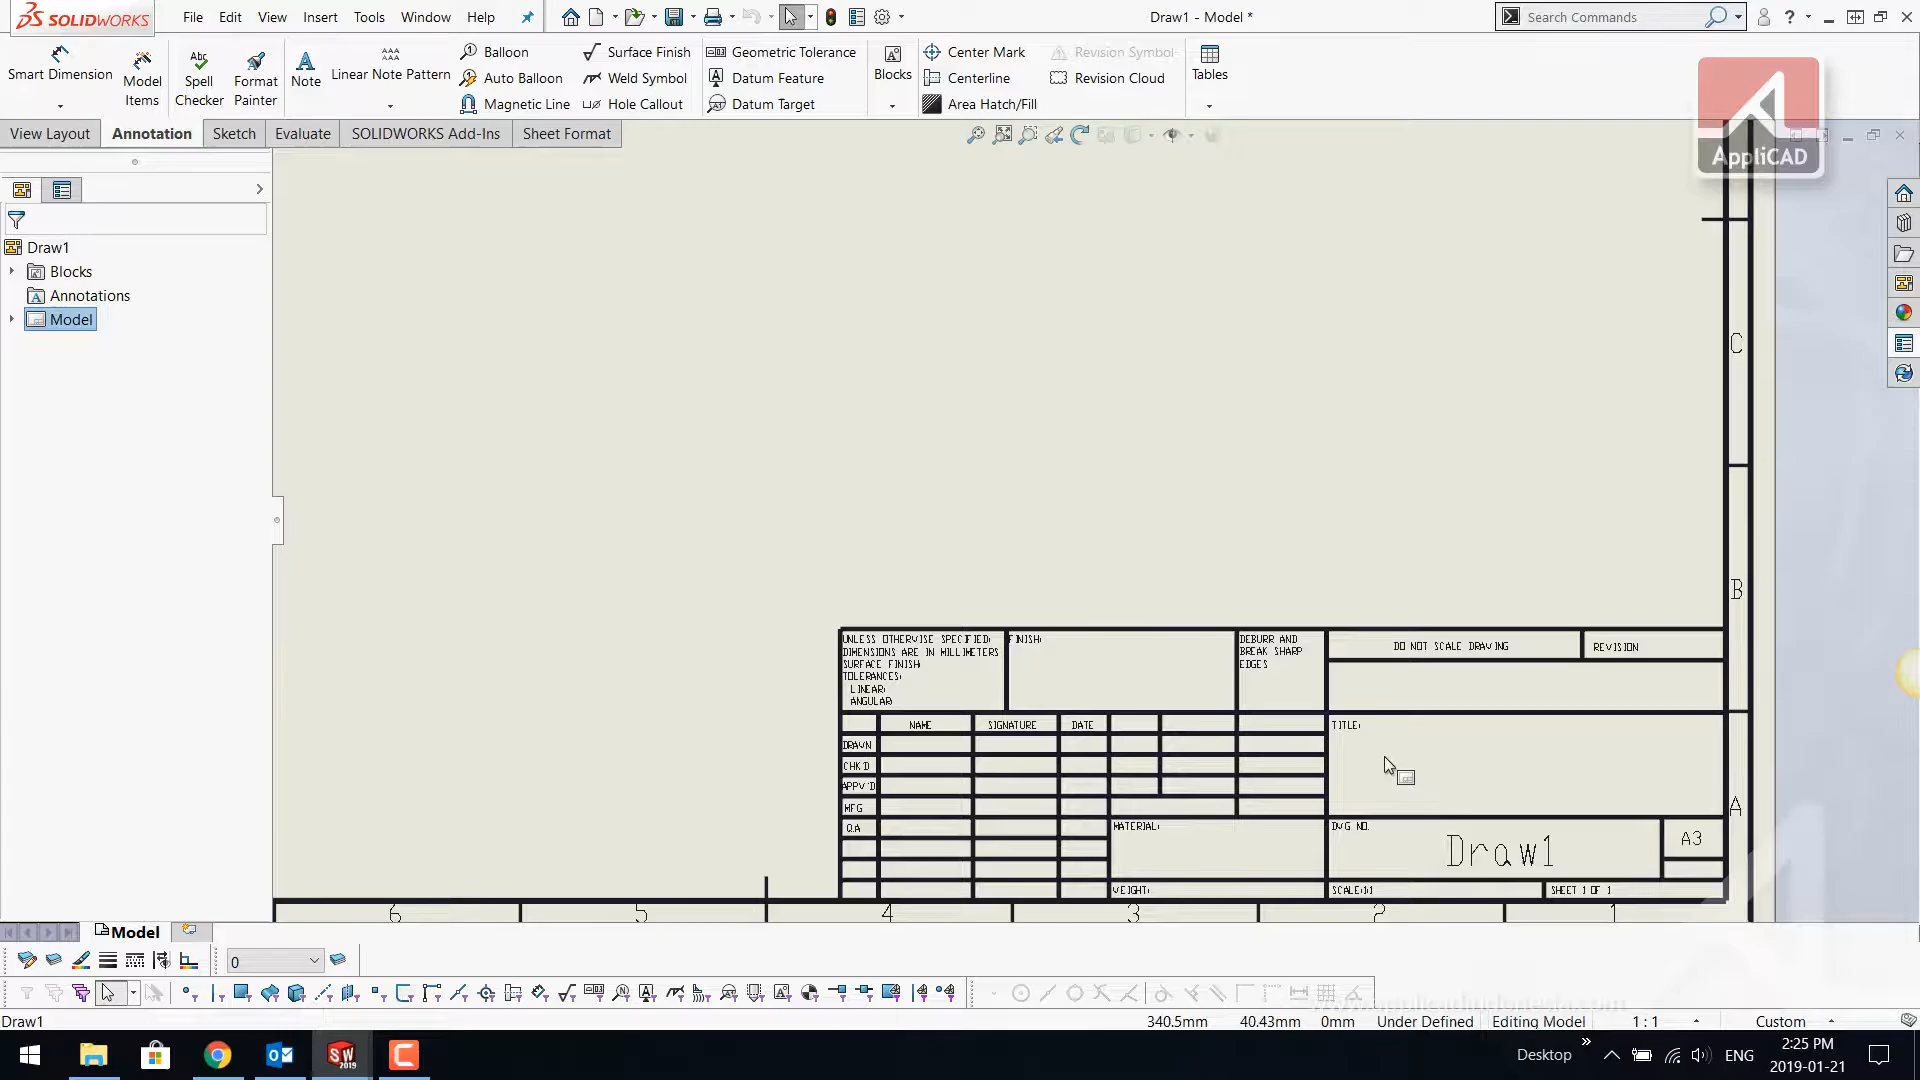 SOLIDWORKS File Edit View Insert Tools Window Help Draw1 - Model * Search Commands ?
Smart Dimension Model Items Spell Checker Format Painter Note Linear Note Pattern Blocks Tables
Balloon Surface Finish Geometric Tolerance Center Mark Revision Symbol
Auto Balloon Weld Symbol Datum Feature Centerline Revision Cloud
Magnetic Line Hole Callout Datum Target Area Hatch/Fill
AppliCAD
View Layout Annotation Sketch Evaluate SOLIDWORKS Add-Ins Sheet Format
Draw1
Blocks
Annotations
Model
C
B
A
UNLESS OTHERWISE SPECIFIED:
DIMENSIONS ARE IN MILLIMETERS
SURFACE FINISH:
TOLERANCES:
LINEAR:
ANGULAR:
FINISH:
DEBURR AND
BREAK SHARP
EDGES
DO NOT SCALE DRAWING
REVISION
NAME SIGNATURE DATE
TITLE:
DRAWN
CHK'D
APPV'D
MFG
Q.A
MATERIAL:
DWG NO.
Draw1
A3
WEIGHT:
SCALE:1:1
SHEET 1 OF 1
6 5 4 3 2 1
Model
0
www.applicadindonesia.com
Draw1 340.5mm 40.43mm 0mm Under Defined Editing Model 1 : 1 Custom
SW 2019
Desktop ENG
2:25 PM
2019-01-21